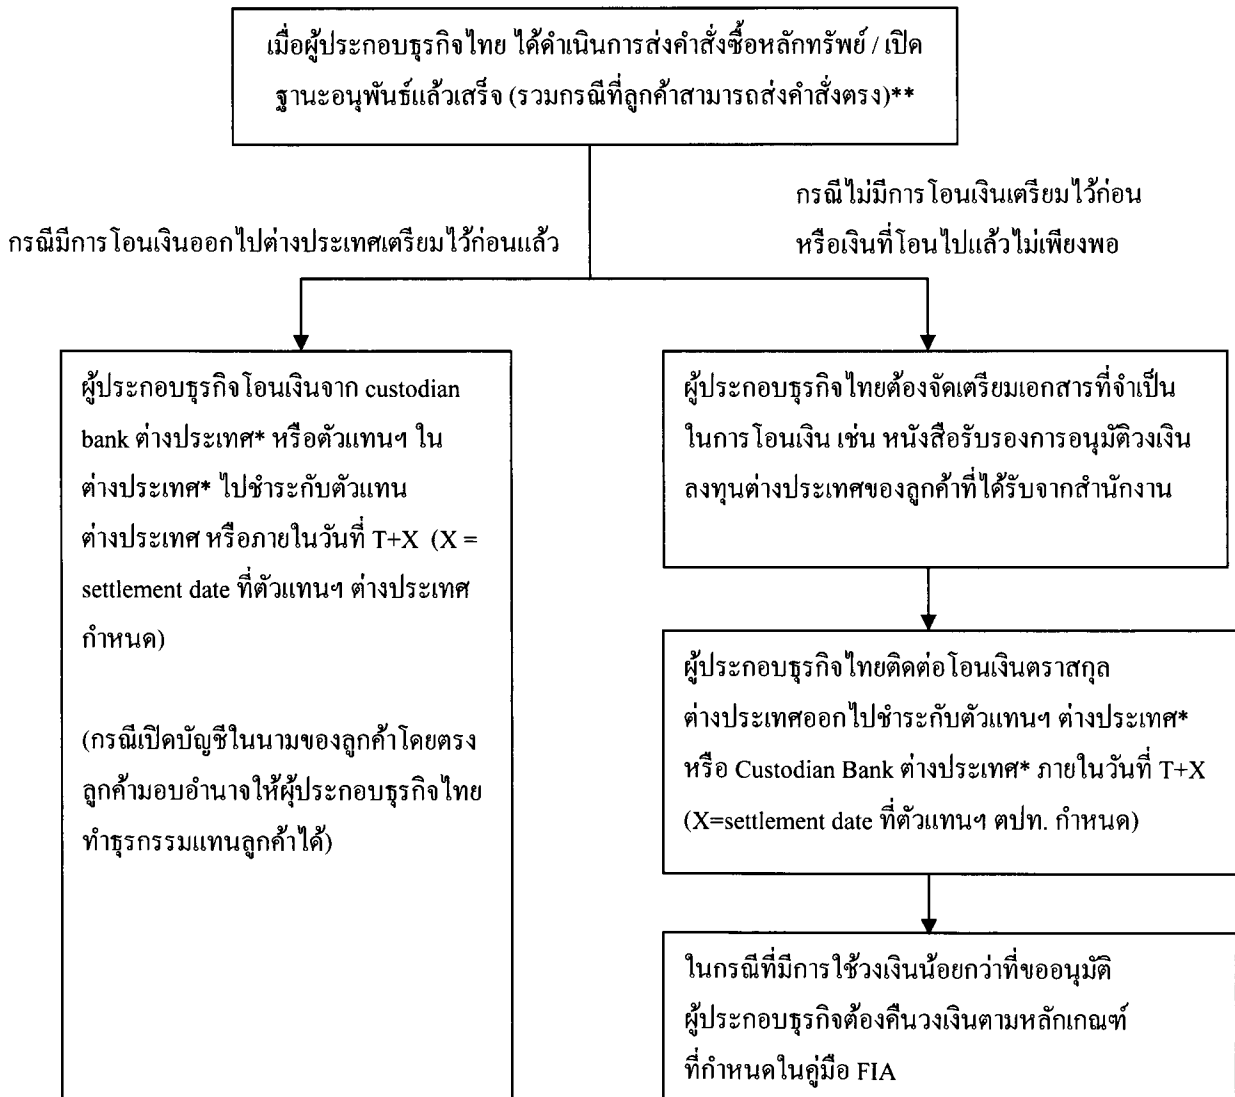 เมื่อผู้ประกอบธุรกิจไทย ได้ดำเนินการส่งคำสั่งซื้อหลักทรัพย์ / เปิด
ฐานะอนุพันธ์แล้วเสร็จ (รวมกรณีที่ลูกค้าสามารถส่งคำสั่งตรง)**
กรณีมีการโอนเงินออกไปต่างประเทศเตรียมไว้ก่อนแล้ว
กรณีไม่มีการโอนเงินเตรียมไว้ก่อน
หรือเงินที่โอนไปแล้วไม่เพียงพอ
ผู้ประกอบธุรกิจโอนเงินจาก custodian
bank ต่างประเทศ* หรือตัวแทนฯ ใน
ต่างประเทศ* ไปชำระกับตัวแทน
ต่างประเทศ หรือภายในวันที่ T+X (X =
settlement date ที่ตัวแทนฯ ต่างประเทศ
กำหนด)
(กรณีเปิดบัญชีในนามของลูกค้าโดยตรง
ลูกค้ามอบอำนาจให้ผุ้ประกอบธุรกิจไทย
ทำธุรกรรมแทนลูกค้าได้)
ผู้ประกอบธุรกิจไทยต้องจัดเตรียมเอกสารที่จำเป็น
ในการโอนเงิน เช่น หนังสือรับรองการอนุมัติวงเงิน
ลงทุนต่างประเทศของลูกค้าที่ได้รับจากสำนักงาน
ผู้ประกอบธุรกิจไทยติดต่อโอนเงินตราสกุล
ต่างประเทศออกไปชำระกับตัวแทนฯ ต่างประเทศ*
หรือ Custodian Bank ต่างประเทศ* ภายในวันที่ T+X
(X=settlement date ที่ตัวแทนฯ ตปท. กำหนด)
ในกรณีที่มีการใช้วงเงินน้อยกว่าที่ขออนุมัติ
ผู้ประกอบธุรกิจต้องคืนวงเงินตามหลักเกณฑ์
ที่กำหนดในคู่มือ FIA